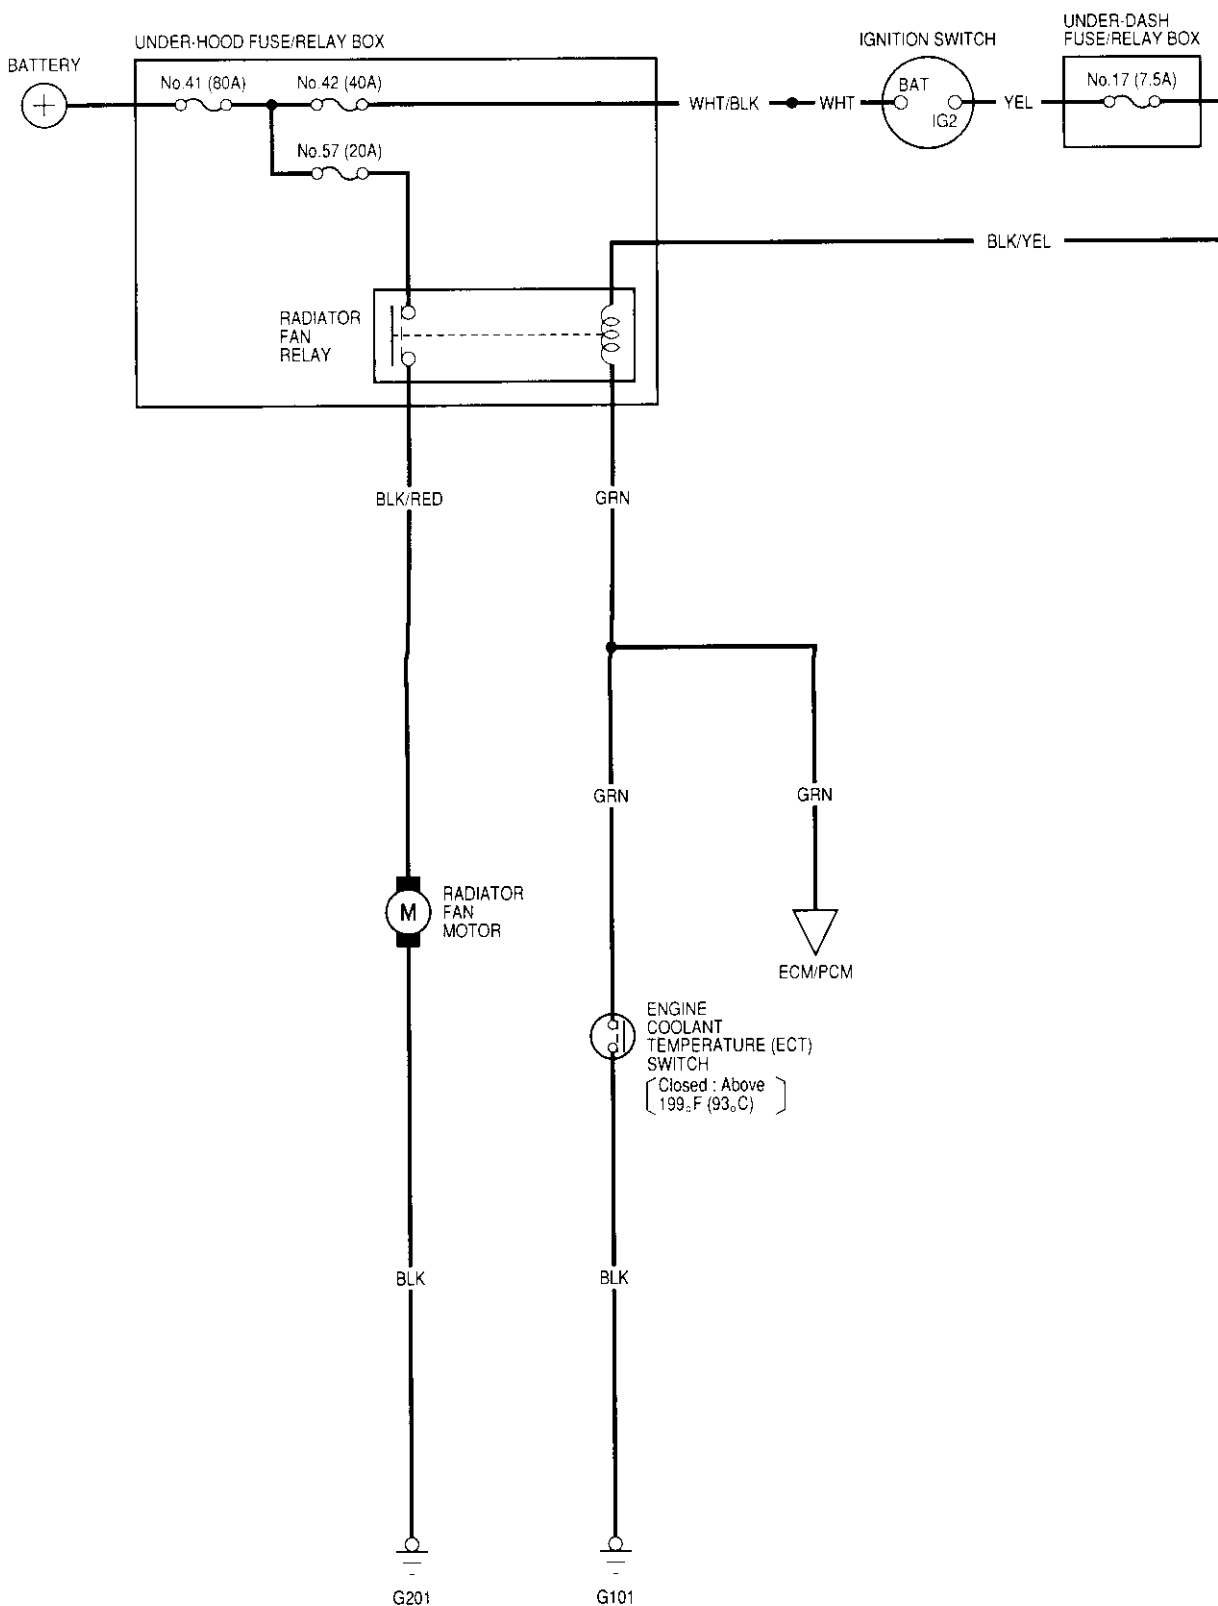 UNDER-DASH
FUSE/RELAY BOX
UNDER-HOOD FUSE/RELAY BOX
IGNITION SWITCH
BATTERY
No.41 (80A)
No.42 (40A)
BAT
No.17 (7.5A)
+
WHT/BLK
WHT
IG2
YEL
No.57 (20A)
BLK/YEL
RADIATOR
FAN
RELAY
BLK/RED
GRN
GRN
GRN
M
RADIATOR
FAN
MOTOR
ECM/PCM
ENGINE
COOLANT
TEMPERATURE (ECT)
SWITCH
Closed : Above
199°F (93°C)
BLK
BLK
G201
G101